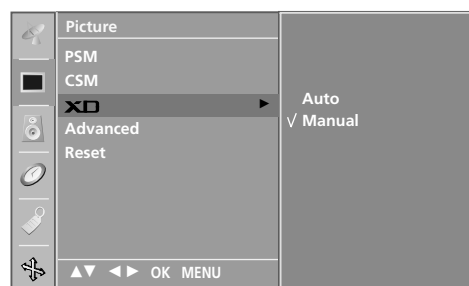 Picture
PSM
CSM
XD ►
Advanced
Reset
Auto
√ Manual
▲▼ ◄► OK MENU